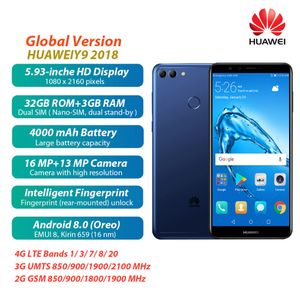 Global Version
HUAWEIY9 2018
HUAWEI
5.93-inche HD Display
1080 x 2160 pixels
32GB ROM+3GB RAM
Dual SIM ( Nano-SIM, dual stand-by )
4000 mAh Battery
Large battery capacity
16 MP+13 MP Camera
Camera with high resolution
Intelligent Fingerprint
Fingerprint (rear-mounted) unlock
Android 8.0 (Oreo)
EMUI 8, Kirin 659 (16 nm)
4G LTE Bands 1/ 3/ 7/ 8/ 20
3G UMTS 850/900/1900/2100 MHz
2G GSM 850/900/1800/1900 MHz
HUAWEI